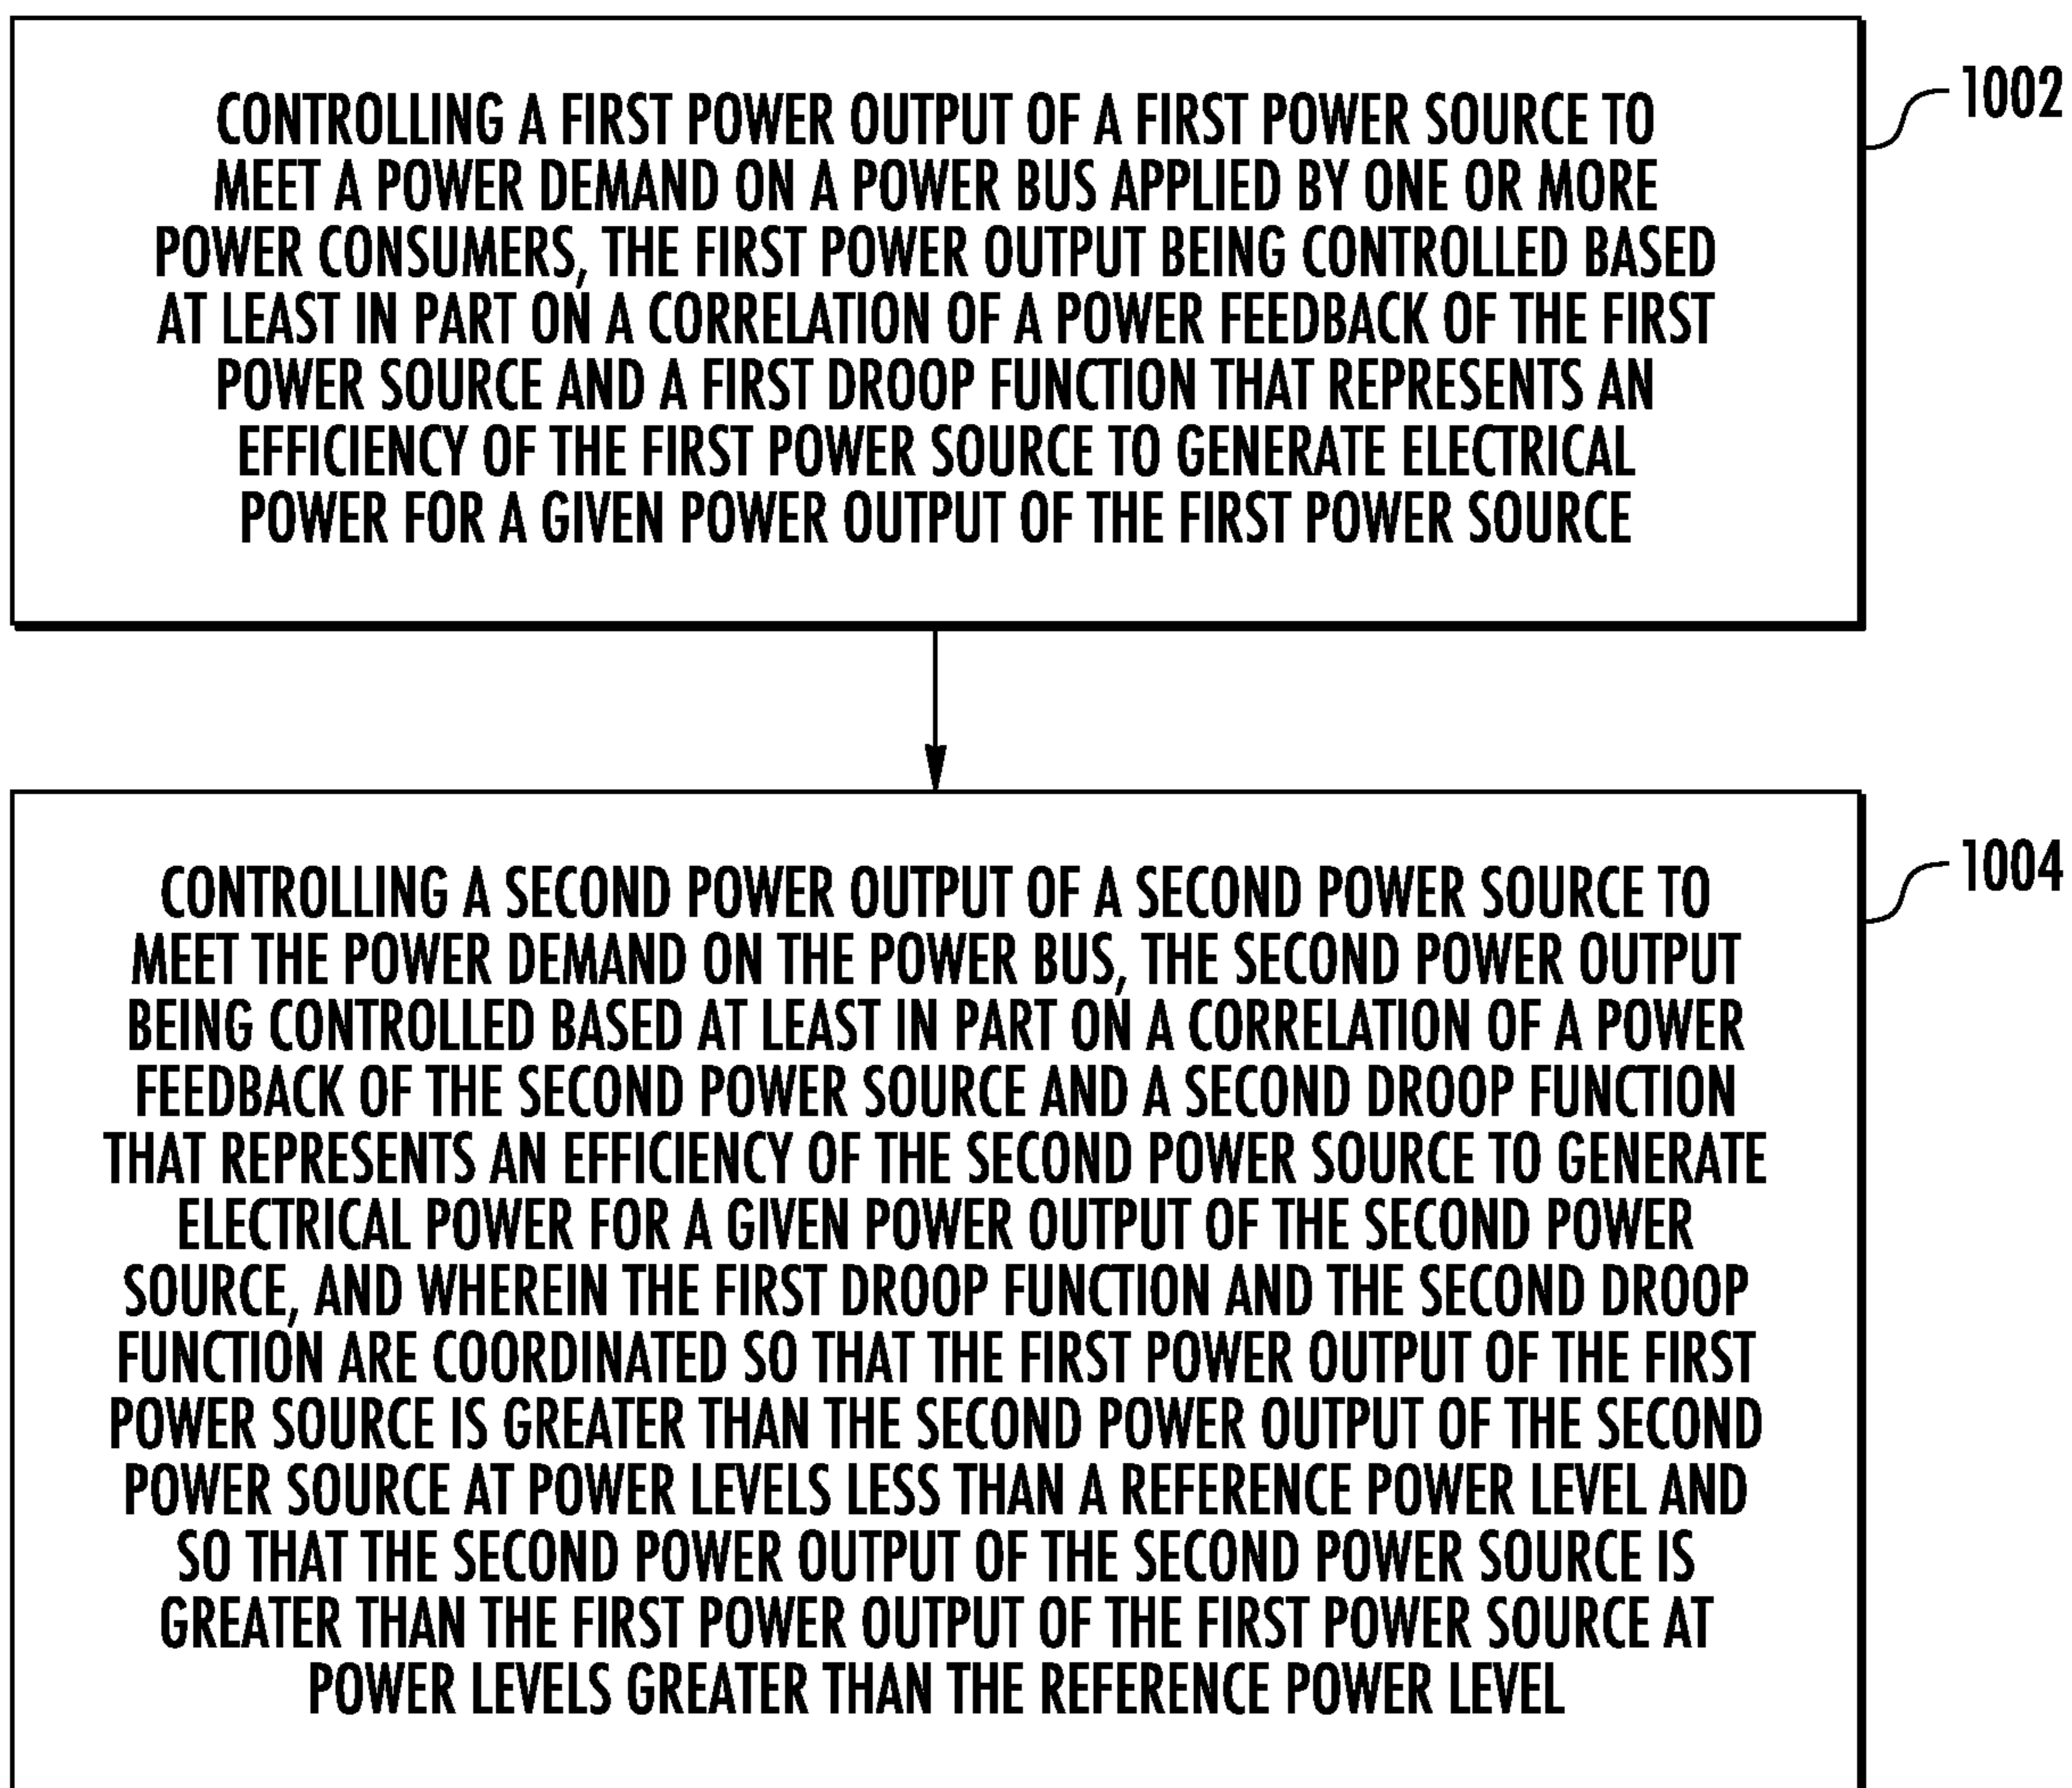 CONTROLLING A FIRST POWER OUTPUT OF A FIRST POWER SOURCE TO
MEET A POWER DEMAND ON A POWER BUS APPLIED BY ONE OR MORE
POWER CONSUMERS, THE FIRST POWER OUTPUT BEING CONTROLLED BASED
AT LEAST IN PART ON A CORRELATION OF A POWER FEEDBACK OF THE FIRST
POWER SOURCE AND A FIRST DROOP FUNCTION THAT REPRESENTS AN
EFFICIENCY OF THE FIRST POWER SOURCE TO GENERATE ELECTRICAL
POWER FOR A GIVEN POWER OUTPUT OF THE FIRST POWER SOURCE
1002
CONTROLLING A SECOND POWER OUTPUT OF A SECOND POWER SOURCE TO
MEET THE POWER DEMAND ON THE POWER BUS, THE SECOND POWER OUTPUT
BEING CONTROLLED BASED AT LEAST IN PART ON A CORRELATION OF A POWER
FEEDBACK OF THE SECOND POWER SOURCE AND A SECOND DROOP FUNCTION
THAT REPRESENTS AN EFFICIENCY OF THE SECOND POWER SOURCE TO GENERATE
ELECTRICAL POWER FOR A GIVEN POWER OUTPUT OF THE SECOND POWER
SOURCE, AND WHEREIN THE FIRST DROOP FUNCTION AND THE SECOND DROOP
FUNCTION ARE COORDINATED SO THAT THE FIRST POWER OUTPUT OF THE FIRST
POWER SOURCE IS GREATER THAN THE SECOND POWER OUTPUT OF THE SECOND
POWER SOURCE AT POWER LEVELS LESS THAN A REFERENCE POWER LEVEL AND
SO THAT THE SECOND POWER OUTPUT OF THE SECOND POWER SOURCE IS
GREATER THAN THE FIRST POWER OUTPUT OF THE FIRST POWER SOURCE AT
POWER LEVELS GREATER THAN THE REFERENCE POWER LEVEL
1004